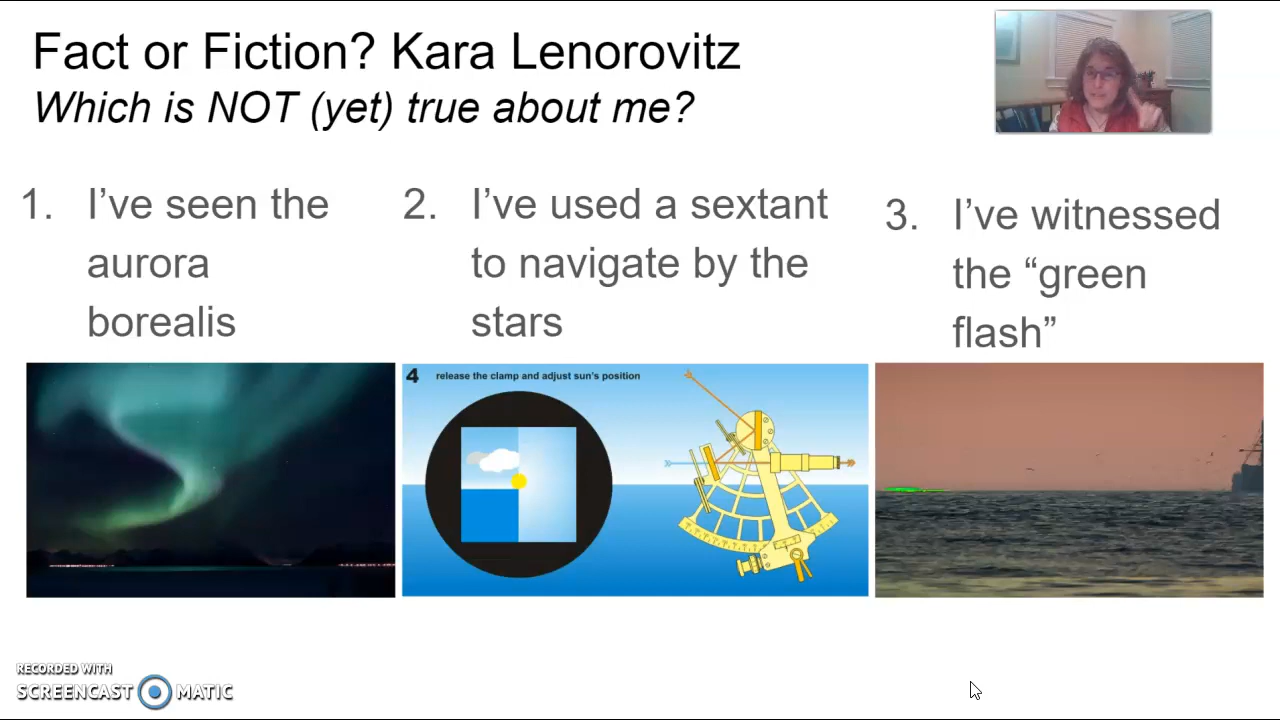 Fact or Fiction? Kara Lenorovitz
Which is NOT (yet) true about me?
1. I’ve seen the
aurora
borealis
2. I’ve used a sextant
to navigate by the
stars
3. I’ve witnessed
the “green
flash”
4 release the clamp and adjust sun's position
RECORDED WITH
SCREENCAST MATIC